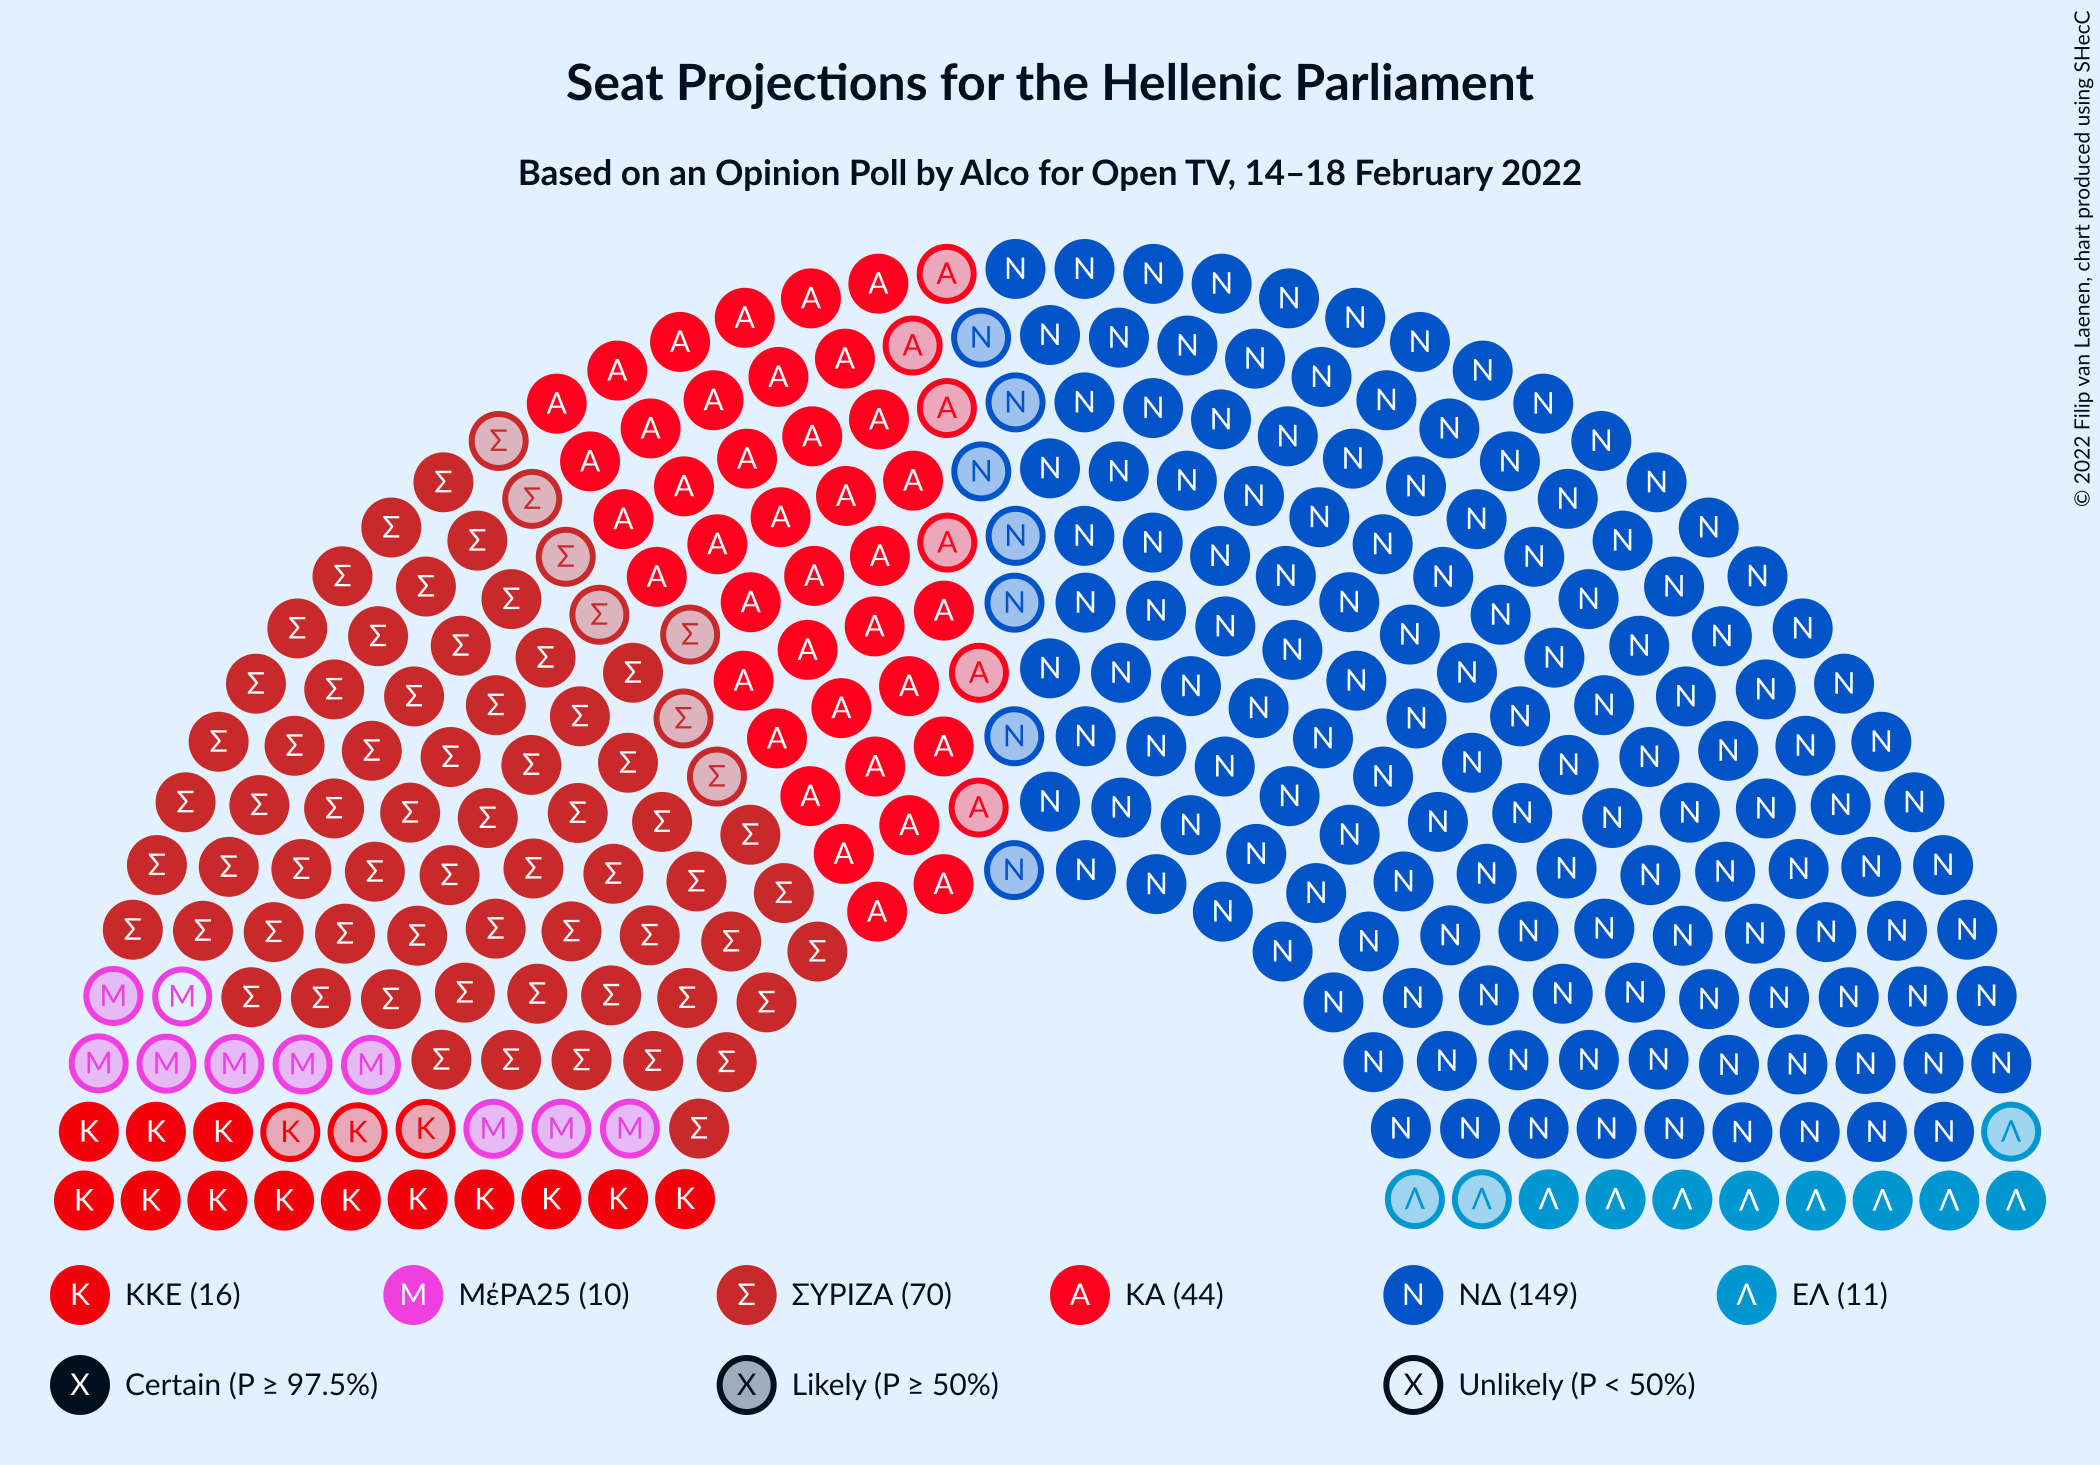 Seat Projections for the Hellenic Parliament
Based on an Opinion Poll by Alco for Open TV, 14–18 February 2022
© 2022 Filip van Laenen, chart produced using SHecC
K ΚΚΕ (16)
M ΜέΡΑ25 (10)
Σ ΣΥΡΙΖΑ (70)
A ΚΑ (44)
N ΝΔ (149)
Λ ΕΛ (11)
X Certain (P ≥ 97.5%)
X Likely (P ≥ 50%)
X Unlikely (P < 50%)